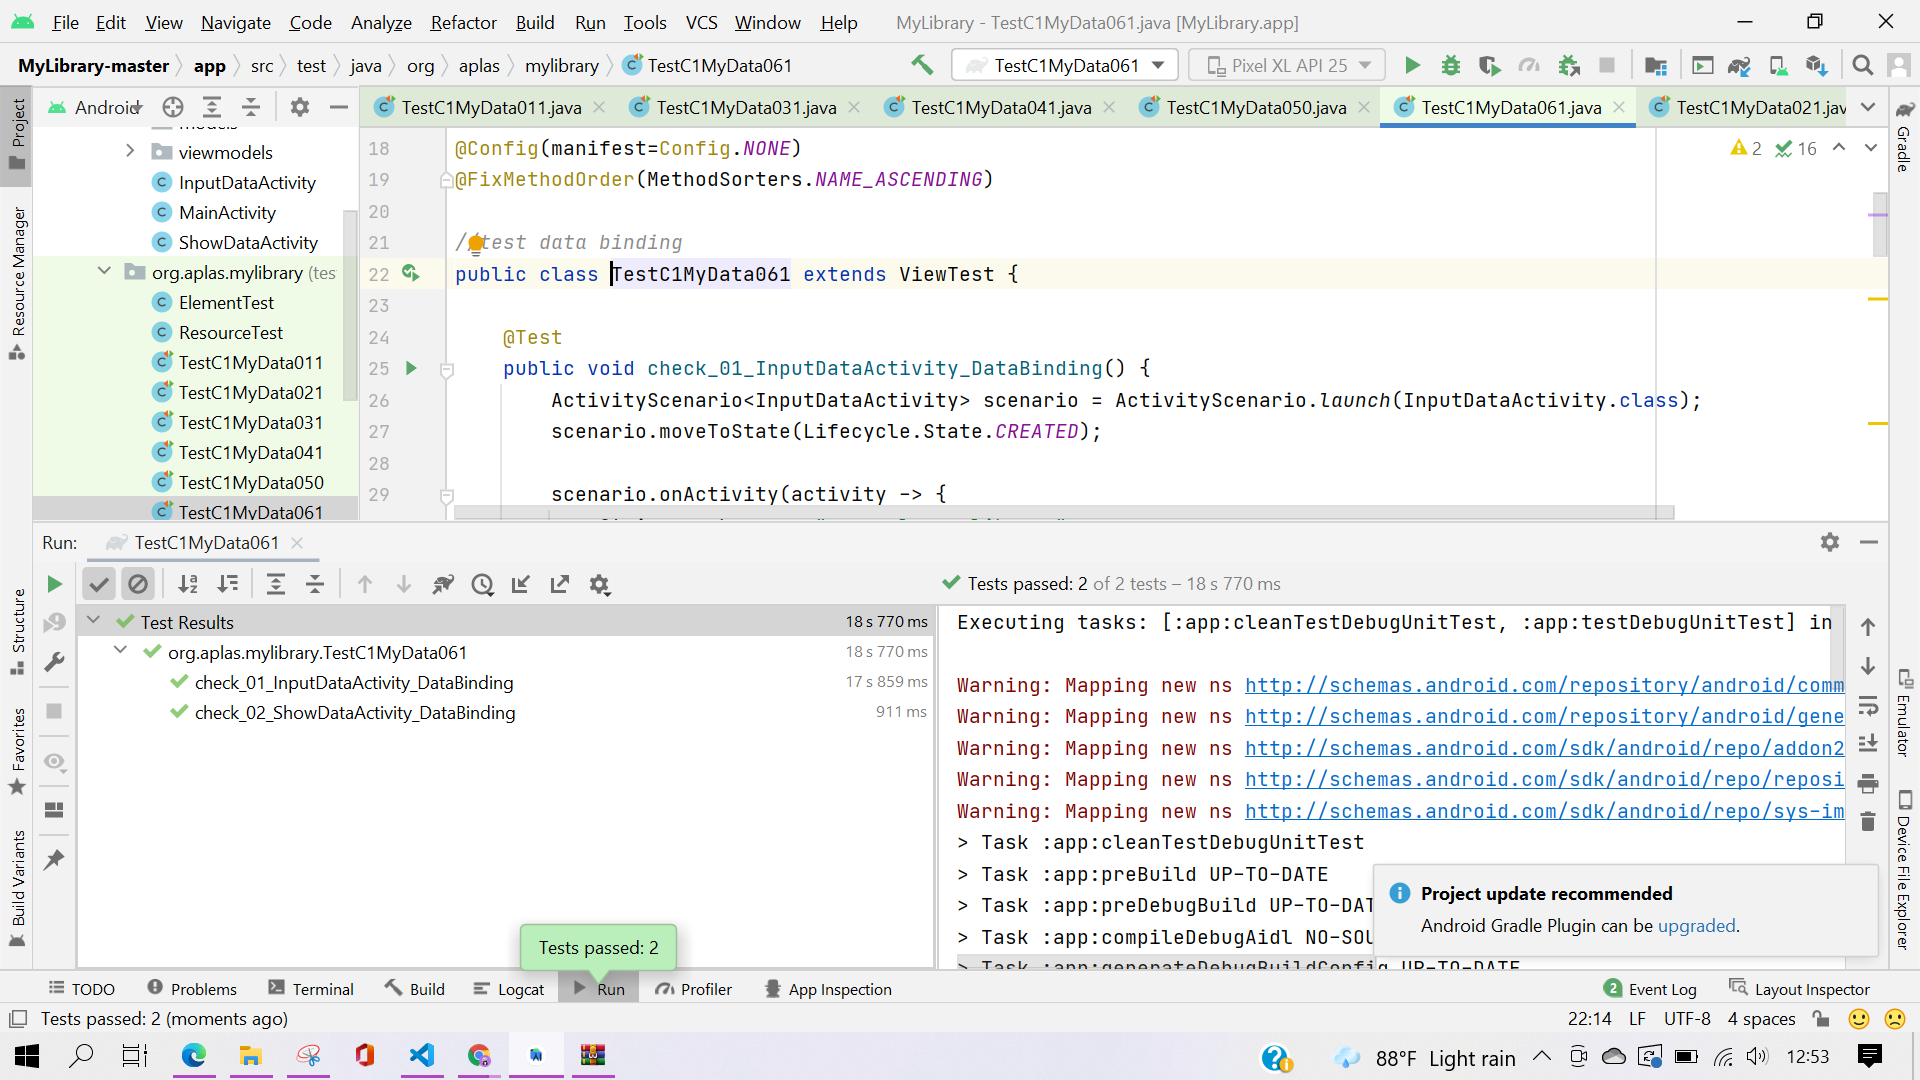 File Edit View Navigate Code Analyze Refactor Build Run Tools VCS Window Help MyLibrary - TestC1MyData061.java [MyLibrary.app]
MyLibrary-master app src test java org aplas mylibrary TestC1MyData061 TestC1MyData061 Pixel XL API 25
Android TestC1MyData011.java TestC1MyData031.java TestC1MyData041.java TestC1MyData050.java TestC1MyData061.java TestC1MyData021.jav
Project
Resource Manager
Structure
Favorites
Build Variants
models
viewmodels
InputDataActivity
MainActivity
ShowDataActivity
org.aplas.mylibrary (tes
ElementTest
ResourceTest
TestC1MyData011
TestC1MyData021
TestC1MyData031
TestC1MyData041
TestC1MyData050
TestC1MyData061
2 16
18 @Config(manifest=Config.NONE)
19 @FixMethodOrder(MethodSorters.NAME_ASCENDING)
20
21 //test data binding
22 public class TestC1MyData061 extends ViewTest {
23
24 @Test
25 public void check_01_InputDataActivity_DataBinding() {
26 ActivityScenario<InputDataActivity> scenario = ActivityScenario.launch(InputDataActivity.class);
27 scenario.moveToState(Lifecycle.State.CREATED);
28
29 scenario.onActivity(activity -> {
Gradle
Emulator
Device File Explorer
Run: TestC1MyData061
Tests passed: 2 of 2 tests – 18 s 770 ms
Test Results 18 s 770 ms
org.aplas.mylibrary.TestC1MyData061 18 s 770 ms
check_01_InputDataActivity_DataBinding 17 s 859 ms
check_02_ShowDataActivity_DataBinding 911 ms
Executing tasks: [:app:cleanTestDebugUnitTest, :app:testDebugUnitTest] in
Warning: Mapping new ns http://schemas.android.com/repository/android/comm
Warning: Mapping new ns http://schemas.android.com/repository/android/gene
Warning: Mapping new ns http://schemas.android.com/sdk/android/repo/addon2
Warning: Mapping new ns http://schemas.android.com/sdk/android/repo/reposi
Warning: Mapping new ns http://schemas.android.com/sdk/android/repo/sys-im
> Task :app:cleanTestDebugUnitTest
> Task :app:preBuild UP-TO-DATE
> Task :app:preDebugBuild UP-TO-DAT
> Task :app:compileDebugAidl NO-SOU
> Task :app:generateDebugBuildConfig UP-TO-DATE
Project update recommended
Android Gradle Plugin can be upgraded.
Tests passed: 2
TODO Problems Terminal Build Logcat Run Profiler App Inspection 2 Event Log Layout Inspector
Tests passed: 2 (moments ago) 22:14 LF UTF-8 4 spaces
88°F Light rain 12:53